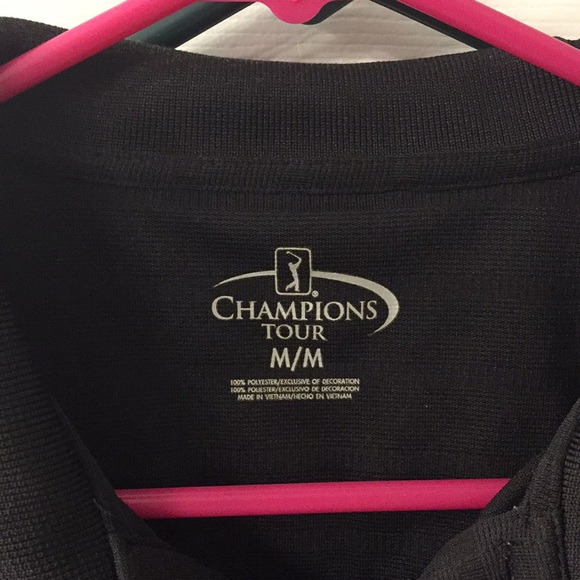 CHAMPIONS®
TOUR
M/M
100% POLYESTER/EXCLUSIVE OF DECORATION
100% POLIESTER/EXCLUSIVO DE DECORACION
MADE IN VIETNAM/HECHO EN VIETNAM